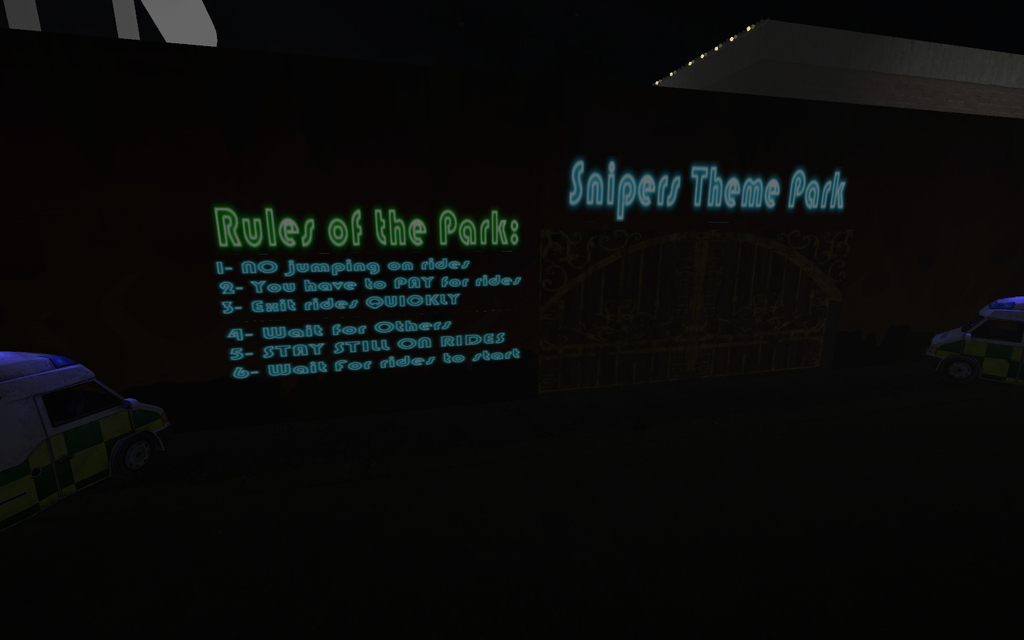 Snipers Theme Park
Rules of the Park:
1- NO jumping on rides
2- You have to PAY for rides
3- Exit rides QUICKLY
4- Wait for Others
5- STAY STILL ON RIDES
6- Wait For rides to start